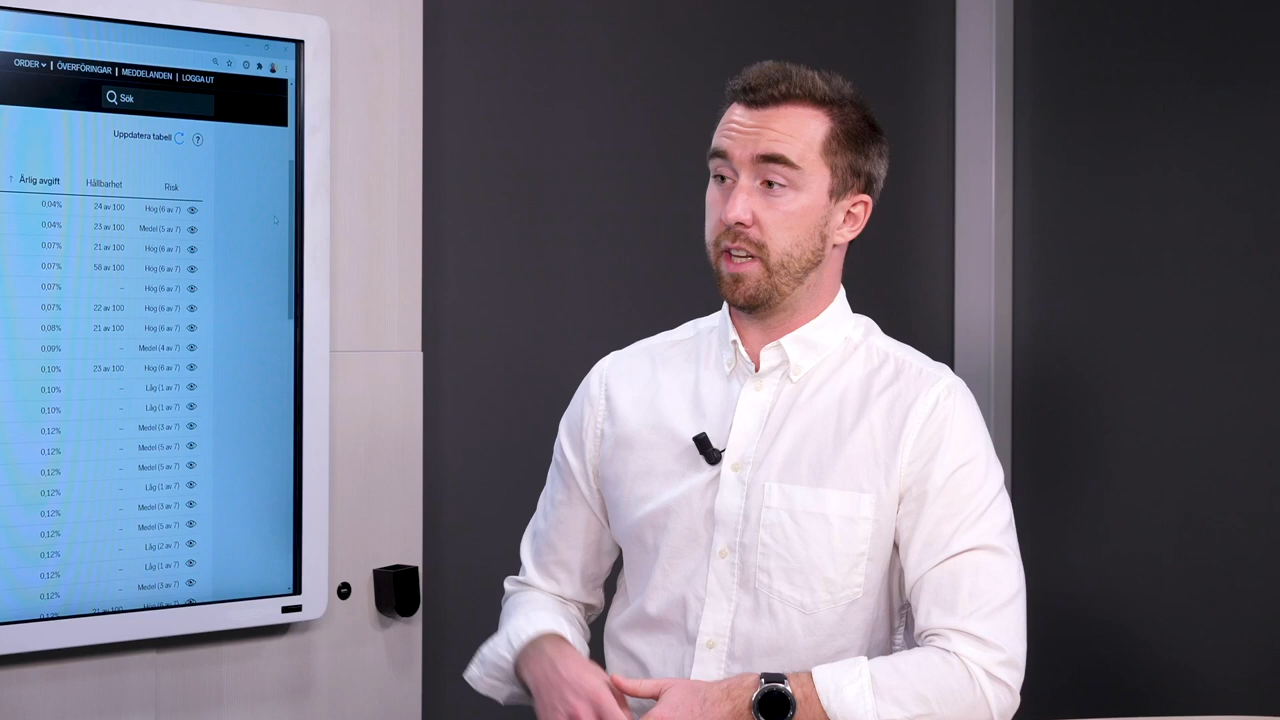 ORDER | ÖVERFÖRINGAR | MEDDELANDEN | LOGGA UT
Sök
Uppdatera tabell ?
↑ Årlig avgift Hållbarhet Risk
0,04% 24 av 100 Hög (6 av 7)
0,04% 23 av 100 Medel (5 av 7)
0,07% 21 av 100 Hög (6 av 7)
0,07% 58 av 100 Hög (6 av 7)
0,07% – Hög (6 av 7)
0,07% 22 av 100 Hög (6 av 7)
0,08% 21 av 100 Hög (6 av 7)
0,09% – Medel (4 av 7)
0,10% 23 av 100 Hög (6 av 7)
0,10% – Låg (1 av 7)
0,10% – Låg (1 av 7)
0,12% – Medel (3 av 7)
0,12% – Medel (5 av 7)
0,12% – Medel (5 av 7)
0,12% – Låg (1 av 7)
0,12% – Medel (3 av 7)
0,12% – Medel (5 av 7)
0,12% – Låg (2 av 7)
0,12% – Låg (1 av 7)
0,12% – Medel (3 av 7)
0,12% 21 av 100 Hög (6 av 7)